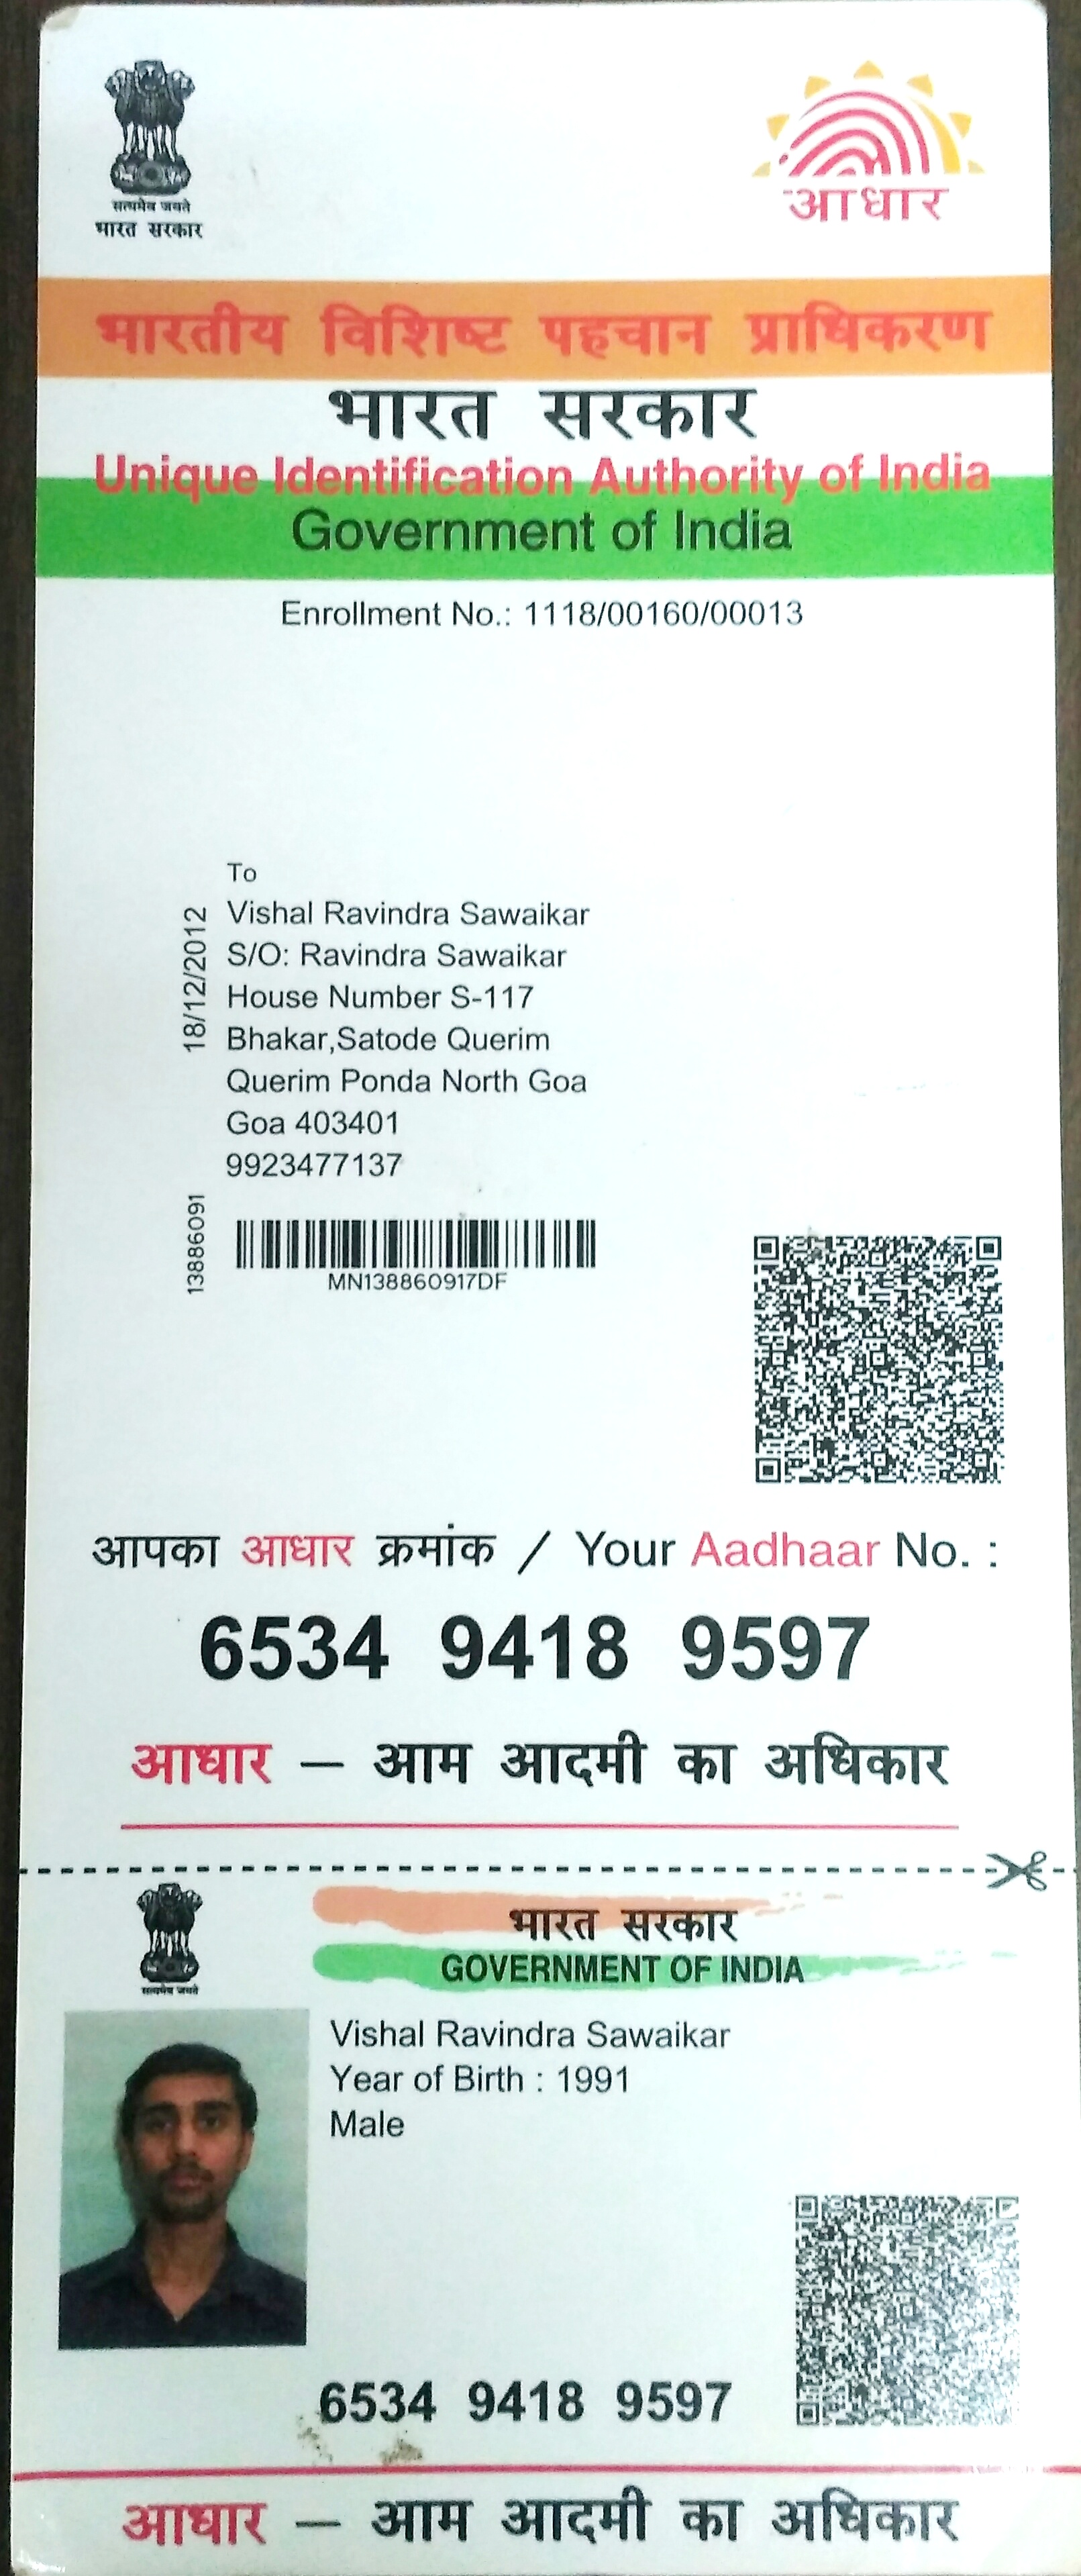 सत्यमेव जयते
भारत सरकार
आधार
भारतीय विशिष्ट पहचान प्राधिकरण
भारत सरकार
Unique Identification Authority of India
Government of India
Enrollment No.: 1118/00160/00013
To
Vishal Ravindra Sawaikar
S/O: Ravindra Sawaikar
House Number S-117
Bhakar,Satode Querim
Querim Ponda North Goa
Goa 403401
9923477137
18/12/2012
13886091
MN138860917DF
आपका आधार क्रमांक / Your Aadhaar No. :
6534 9418 9597
आधार – आम आदमी का अधिकार
सत्यमेव जयते
भारत सरकार
GOVERNMENT OF INDIA
Vishal Ravindra Sawaikar
Year of Birth : 1991
Male
6534 9418 9597
आधार – आम आदमी का अधिकार